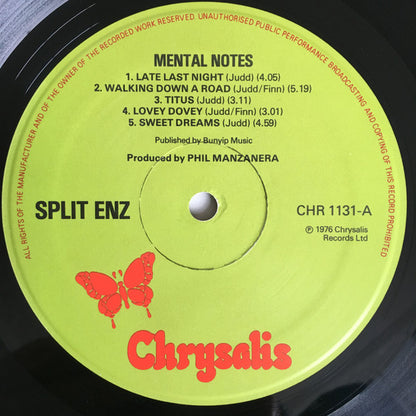 ALL RIGHTS OF THE MANUFACTURER AND OF THE OWNER OF THE RECORDED WORK RESERVED. UNAUTHORISED PUBLIC PERFORMANCE BROADCASTING AND COPYING OF THIS RECORD PROHIBITED
MENTAL NOTES
1. LATE LAST NIGHT (Judd) (4.05)
2. WALKING DOWN A ROAD (Judd/Finn) (5.19)
3. TITUS (Judd) (3.11)
4. LOVEY DOVEY (Judd/Finn) (3.01)
5. SWEET DREAMS (Judd) (4.59)
Published by Bunyip Music
Produced by PHIL MANZANERA
SPLIT ENZ
CHR 1131-A
℗ 1976 Chrysalis
Records Ltd
Chrysalis